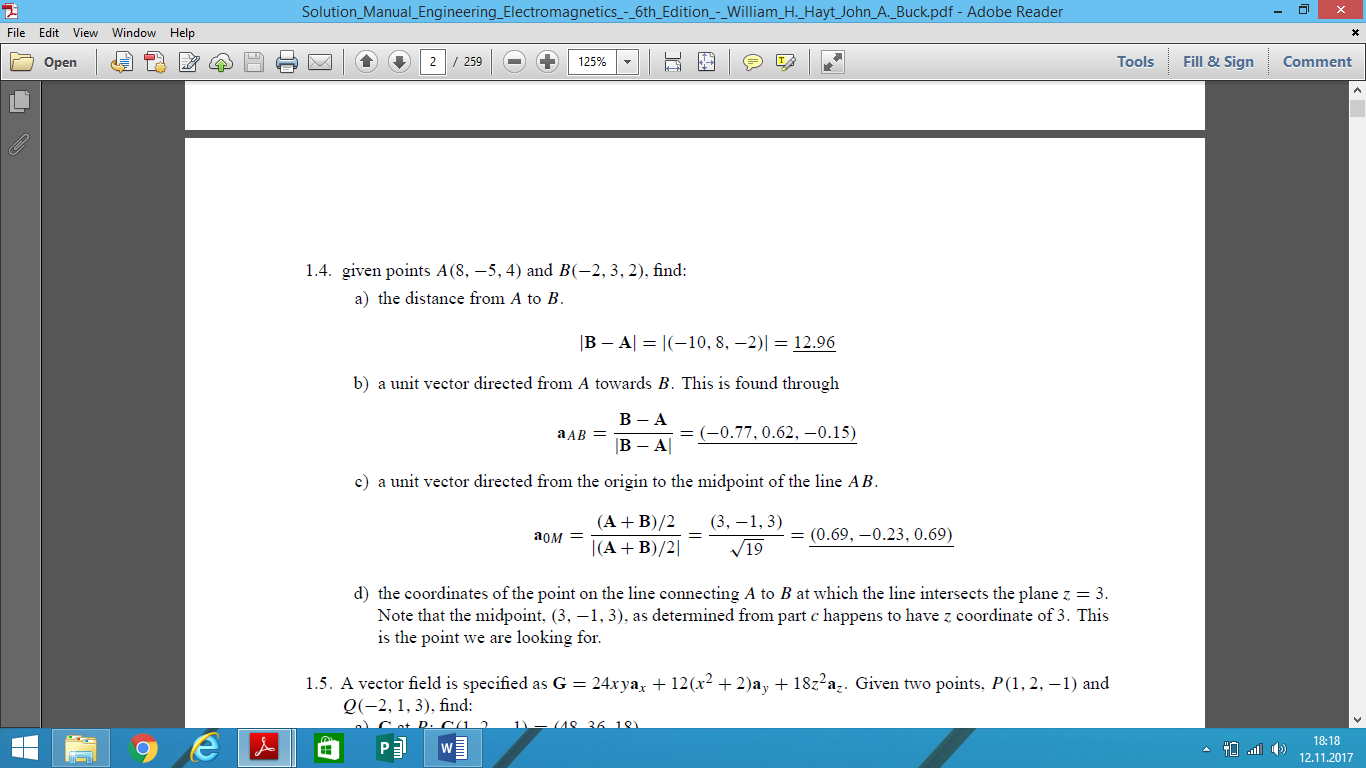 Solution_Manual_Engineering_Electromagnetics_-_6th_Edition_-_William_H._Hayt_John_A._Buck.pdf - Adobe Reader
File Edit View Window Help
Open 2 / 259 125% Tools Fill & Sign Comment
1.4. given points A(8, −5, 4) and B(−2, 3, 2), find:
a) the distance from A to B.
|B − A| = |(−10, 8, −2)| = 12.96
b) a unit vector directed from A towards B. This is found through
a_AB = (B − A) / |B − A| = (−0.77, 0.62, −0.15)
c) a unit vector directed from the origin to the midpoint of the line AB.
a_0M = (A + B)/2 / |(A + B)/2| = (3, −1, 3) / √19 = (0.69, −0.23, 0.69)
d) the coordinates of the point on the line connecting A to B at which the line intersects the plane z = 3.
Note that the midpoint, (3, −1, 3), as determined from part c happens to have z coordinate of 3. This
is the point we are looking for.
1.5. A vector field is specified as G = 24xya_x + 12(x² + 2)a_y + 18z²a_z. Given two points, P(1, 2, −1) and
Q(−2, 1, 3), find:
18:18
12.11.2017